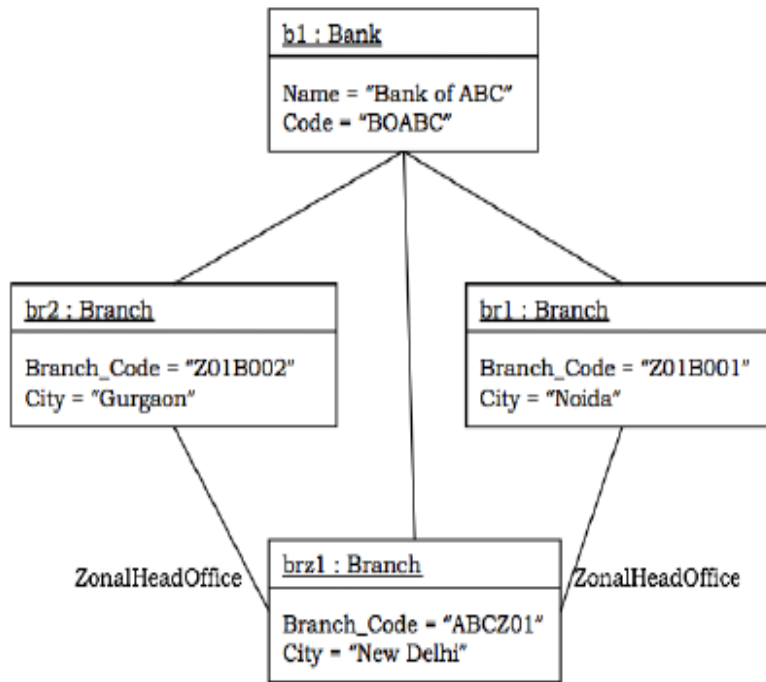 b1 : Bank
Name = "Bank of ABC"
Code = "BOABC"
br2 : Branch
Branch_Code = "Z01B002"
City = "Gurgaon"
br1 : Branch
Branch_Code = "Z01B001"
City = "Noida"
ZonalHeadOffice
ZonalHeadOffice
brz1 : Branch
Branch_Code = "ABCZ01"
City = "New Delhi"